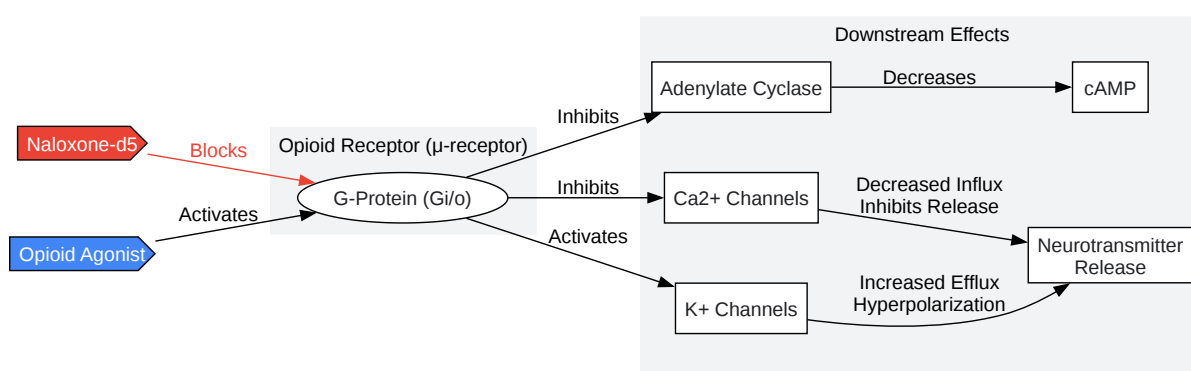 Downstream Effects
Adenylate Cyclase
Decreases
cAMP
Inhibits
Naloxone-d5
Blocks
Opioid Receptor (μ-receptor)
G-Protein (Gi/o)
Inhibits
Ca2+ Channels
Decreased Influx
Inhibits Release
Activates
Opioid Agonist
Activates
Neurotransmitter
Release
K+ Channels
Increased Efflux
Hyperpolarization